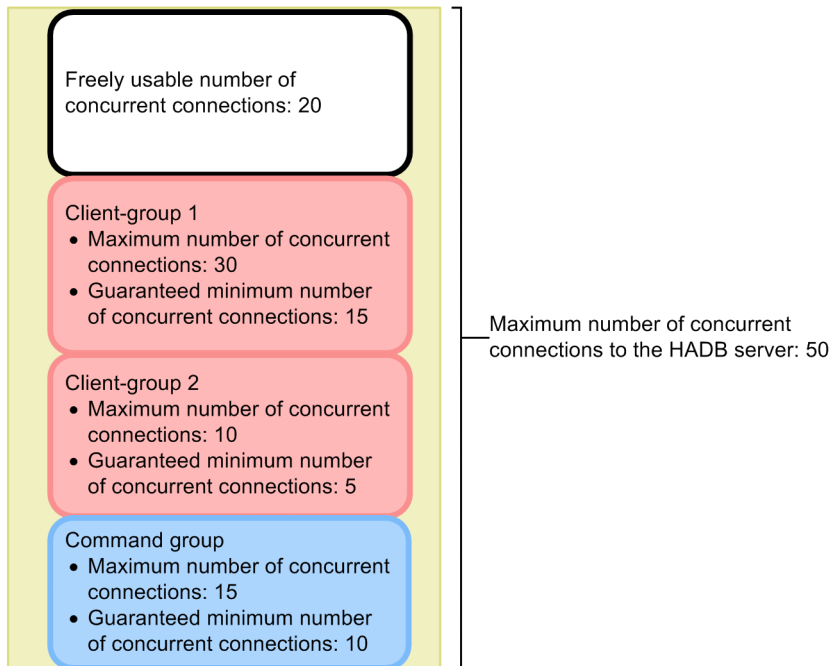 Freely usable number of
concurrent connections: 20
Client-group 1
• Maximum number of concurrent
connections: 30
• Guaranteed minimum number
of concurrent connections: 15
Maximum number of concurrent
connections to the HADB server: 50
Client-group 2
• Maximum number of concurrent
connections: 10
• Guaranteed minimum number
of concurrent connections: 5
Command group
• Maximum number of concurrent
connections: 15
• Guaranteed minimum number
of concurrent connections: 10